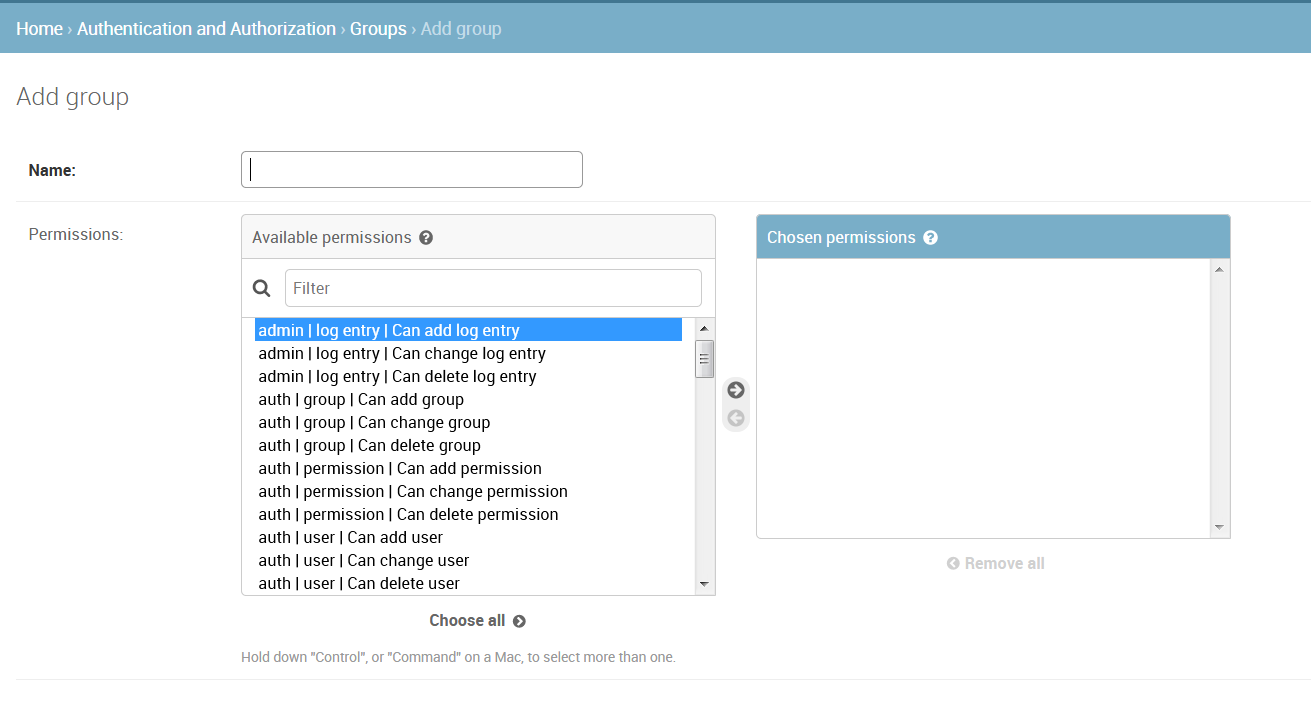 Home › Authentication and Authorization › Groups › Add group
Add group
Name:
Permissions:
Available permissions ?
Filter
admin | log entry | Can add log entry
admin | log entry | Can change log entry
admin | log entry | Can delete log entry
auth | group | Can add group
auth | group | Can change group
auth | group | Can delete group
auth | permission | Can add permission
auth | permission | Can change permission
auth | permission | Can delete permission
auth | user | Can add user
auth | user | Can change user
auth | user | Can delete user
Choose all
Hold down "Control", or "Command" on a Mac, to select more than one.
Chosen permissions ?
Remove all